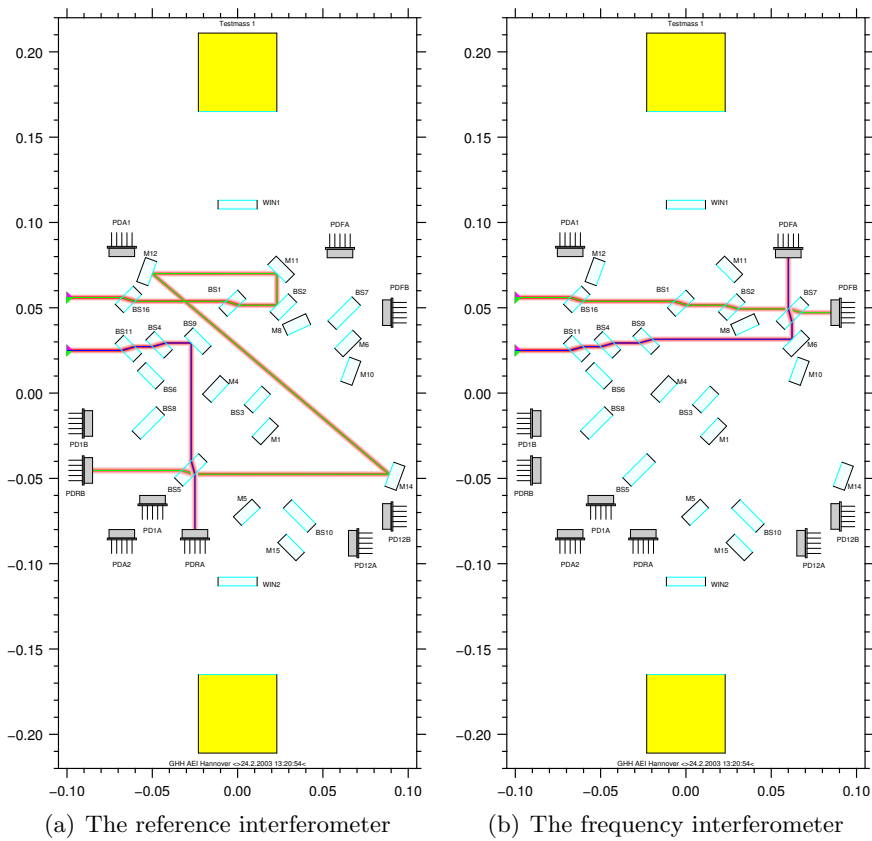 Testmass 1
0.20
0.15
WIN1
0.10
PDA1
PDFA
M12
M11
BS1
BS7
PDFB
0.05
BS16
BS2
BS11
BS4
BS9
M8
M6
BS6
M4
M10
0.00
BS3
BS8
M1
PD1B
−0.05
PDRB
BS5
M14
M5
PD1A
BS10
PD12B
PDA2
PDRA
M15
PD12A
−0.10
WIN2
−0.15
−0.20
GHH AEI Hannover <>24.2.2003 13:20:54<
−0.10
−0.05
0.00
0.05
0.10
(a) The reference interferometer
Testmass 1
0.20
0.15
WIN1
0.10
PDA1
PDFA
M12
M11
BS1
BS7
PDFB
0.05
BS16
BS2
BS11
BS4
BS9
M8
M6
BS6
M4
M10
0.00
BS3
BS8
M1
PD1B
−0.05
PDRB
BS5
M14
M5
PD1A
BS10
PD12B
PDA2
PDRA
M15
PD12A
−0.10
WIN2
−0.15
−0.20
GHH AEI Hannover <>24.2.2003 13:20:54<
−0.10
−0.05
0.00
0.05
0.10
(b) The frequency interferometer